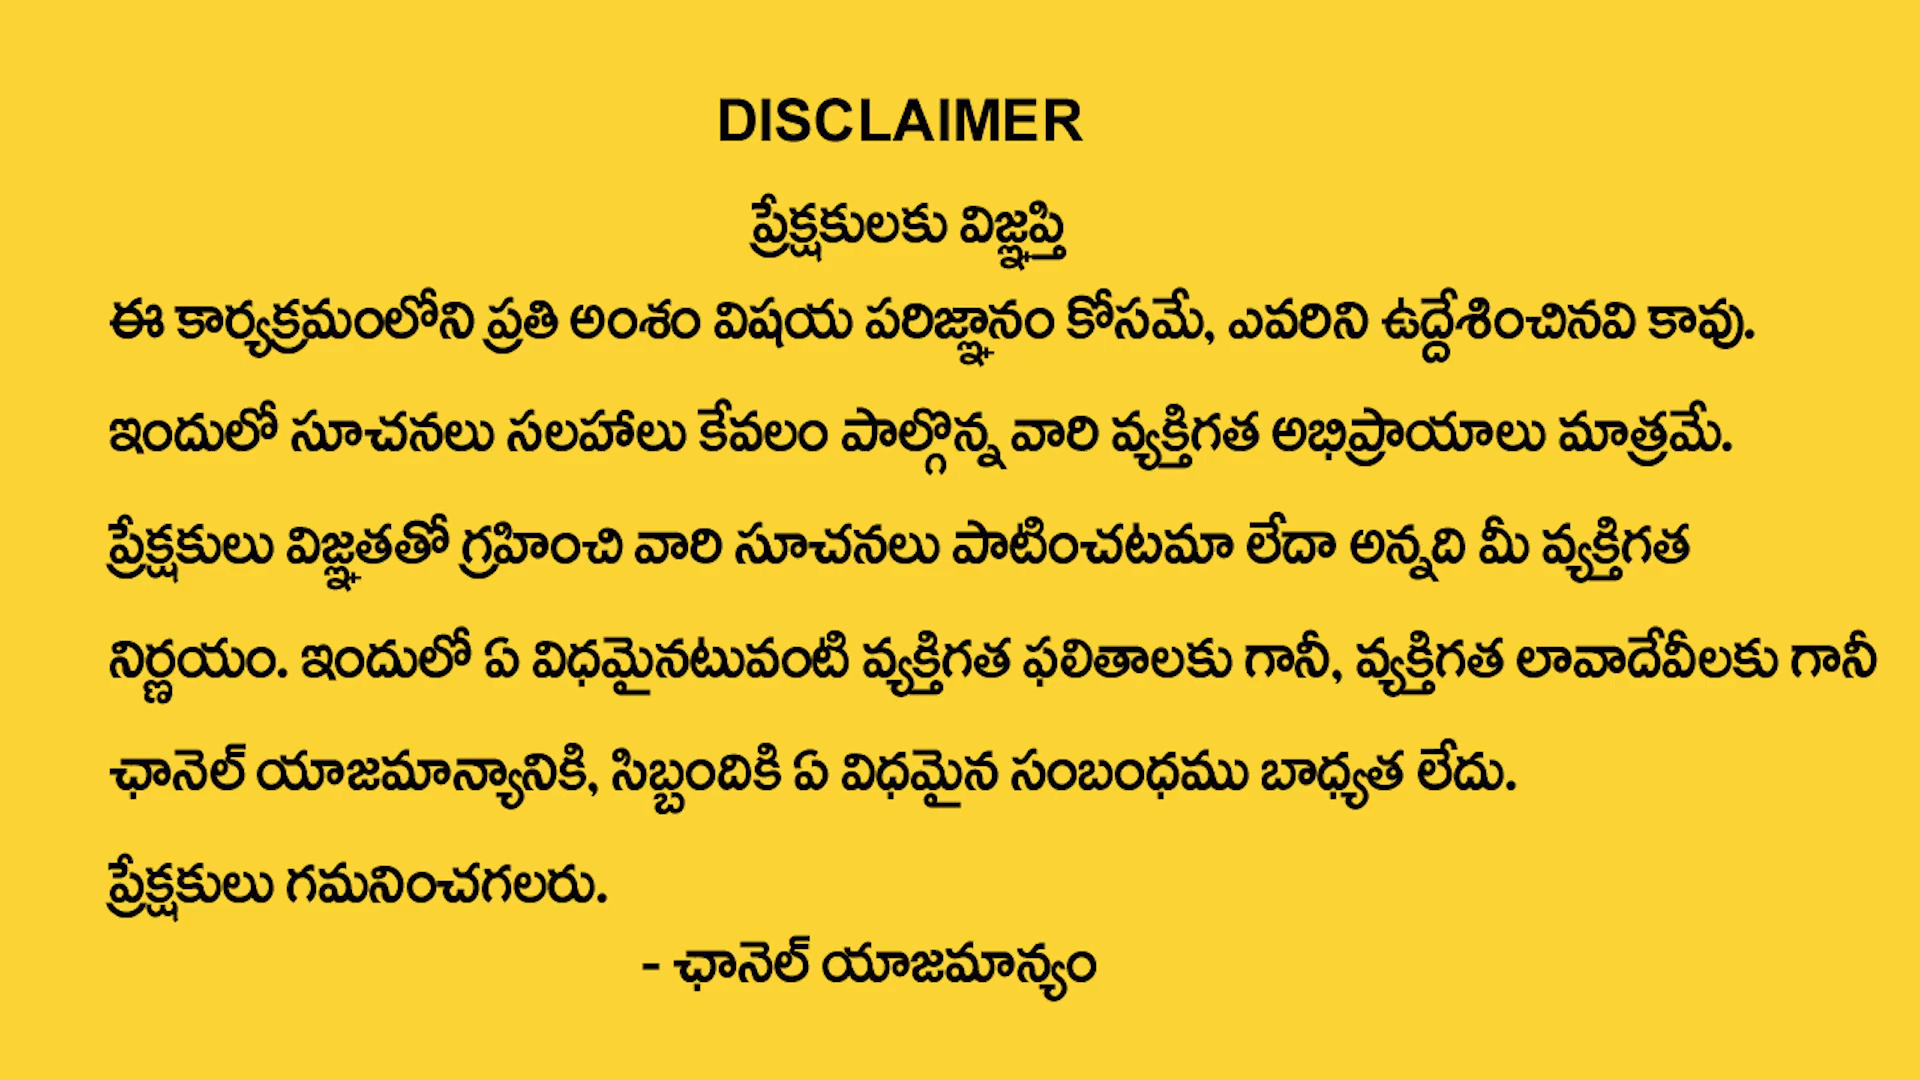 DISCLAIMER
ప్రేక్షకులకు విజ్ఞప్తి
ఈ కార్యక్రమంలోని ప్రతి అంశం విషయ పరిజ్ఞానం కోసమే, ఎవరిని ఉద్దేశించినవి కావు.
ఇందులో సూచనలు సలహాలు కేవలం పాల్గొన్న వారి వ్యక్తిగత అభిప్రాయాలు మాత్రమే.
ప్రేక్షకులు విజ్ఞతతో గ్రహించి వారి సూచనలు పాటించటమా లేదా అన్నది మీ వ్యక్తిగత
నిర్ణయం. ఇందులో ఏ విధమైనటువంటి వ్యక్తిగత ఫలితాలకు గానీ, వ్యక్తిగత లావాదేవీలకు గానీ
ఛానెల్ యాజమాన్యానికి, సిబ్బందికి ఏ విధమైన సంబంధము బాధ్యత లేదు.
ప్రేక్షకులు గమనించగలరు.
- ఛానెల్ యాజమాన్యం